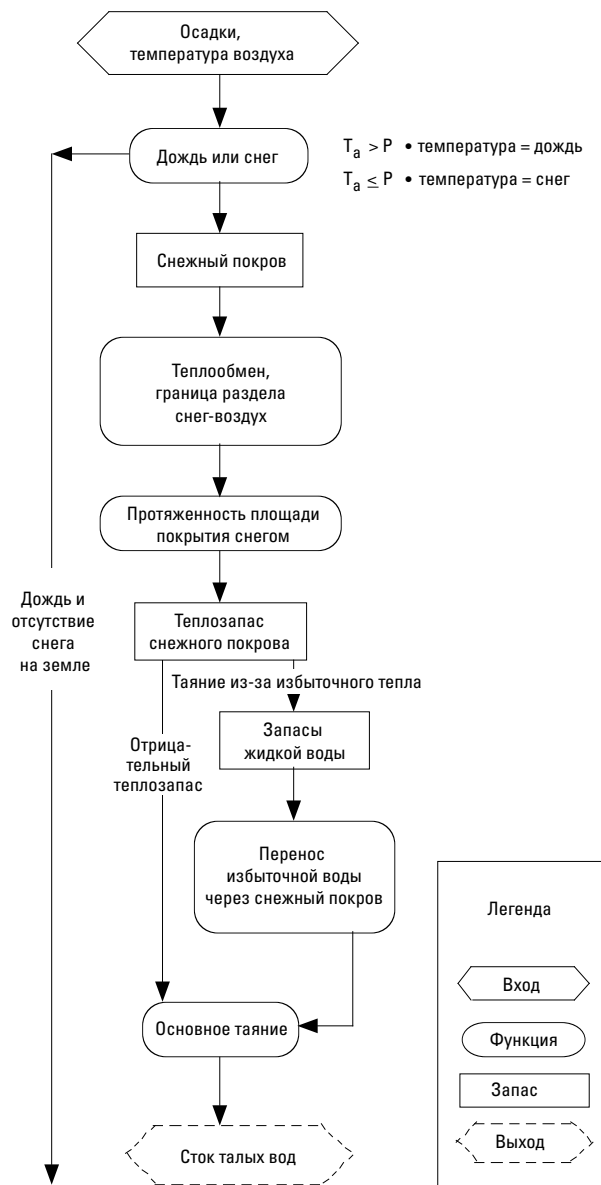 Осадки,
температура воздуха
Дождь или снег
Tа > P • температура = дождь
Tа ≤ P • температура = снег
Снежный покров
Теплообмен,
граница раздела
снег-воздух
Протяженность площади
покрытия снегом
Дождь и
отсутствие
снега
на земле
Теплозапас
снежного покрова
Таяние из-за избыточного тепла
Запасы
жидкой воды
Отрица-
тельный
теплозапас
Перенос
избыточной воды
через снежный покров
Основное таяние
Сток талых вод
Легенда
Вход
Функция
Запас
Выход